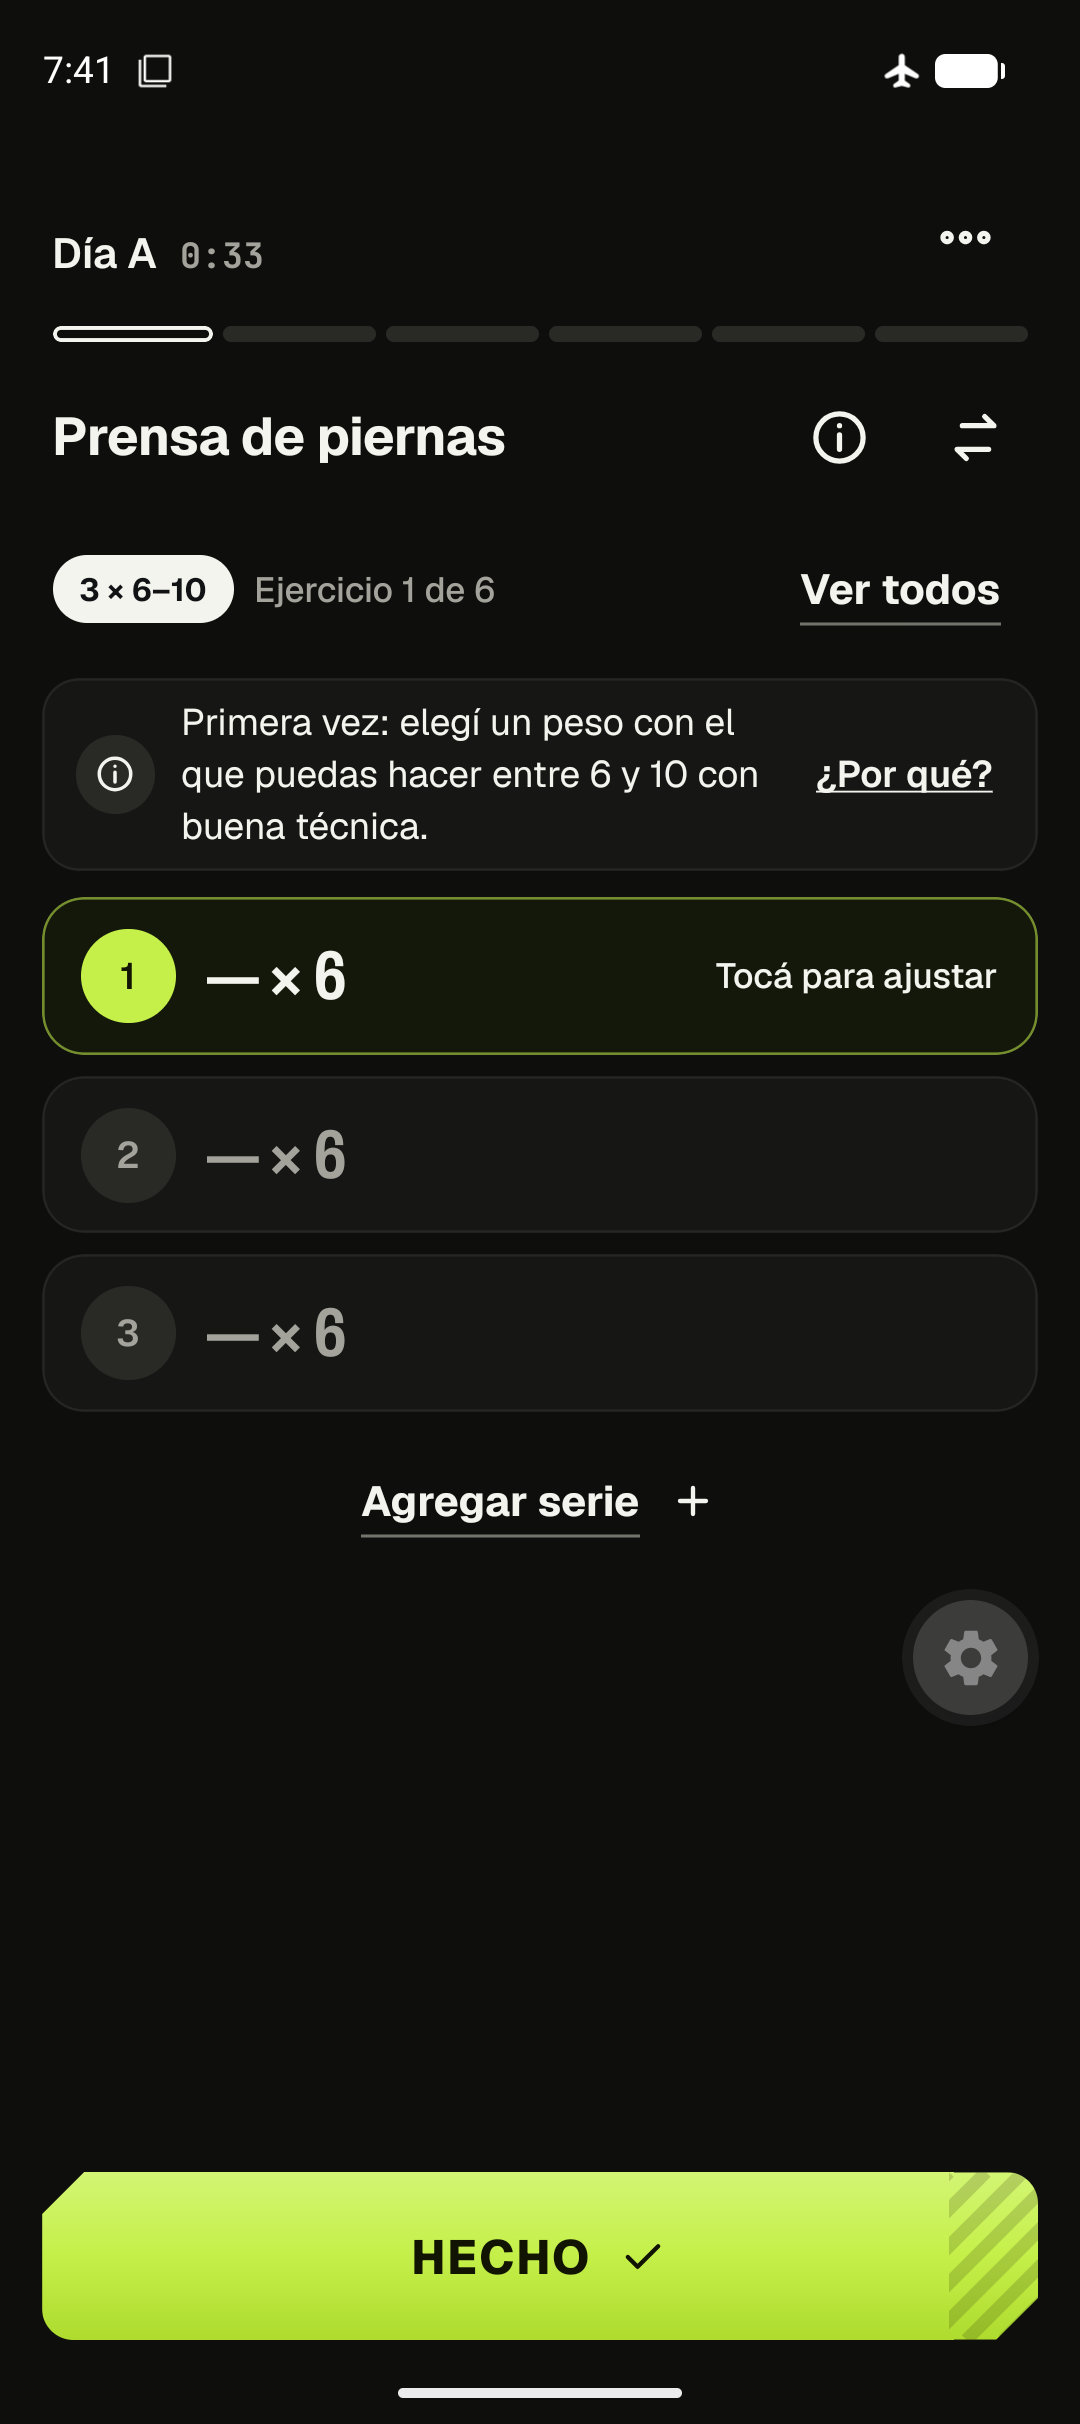 7:41
Día A 0:33
Prensa de piernas
3 × 6–10 Ejercicio 1 de 6 Ver todos
Primera vez: elegí un peso con el
que puedas hacer entre 6 y 10 con
buena técnica.
¿Por qué?
1 — × 6 Tocá para ajustar
2 — × 6
3 — × 6
Agregar serie +
HECHO